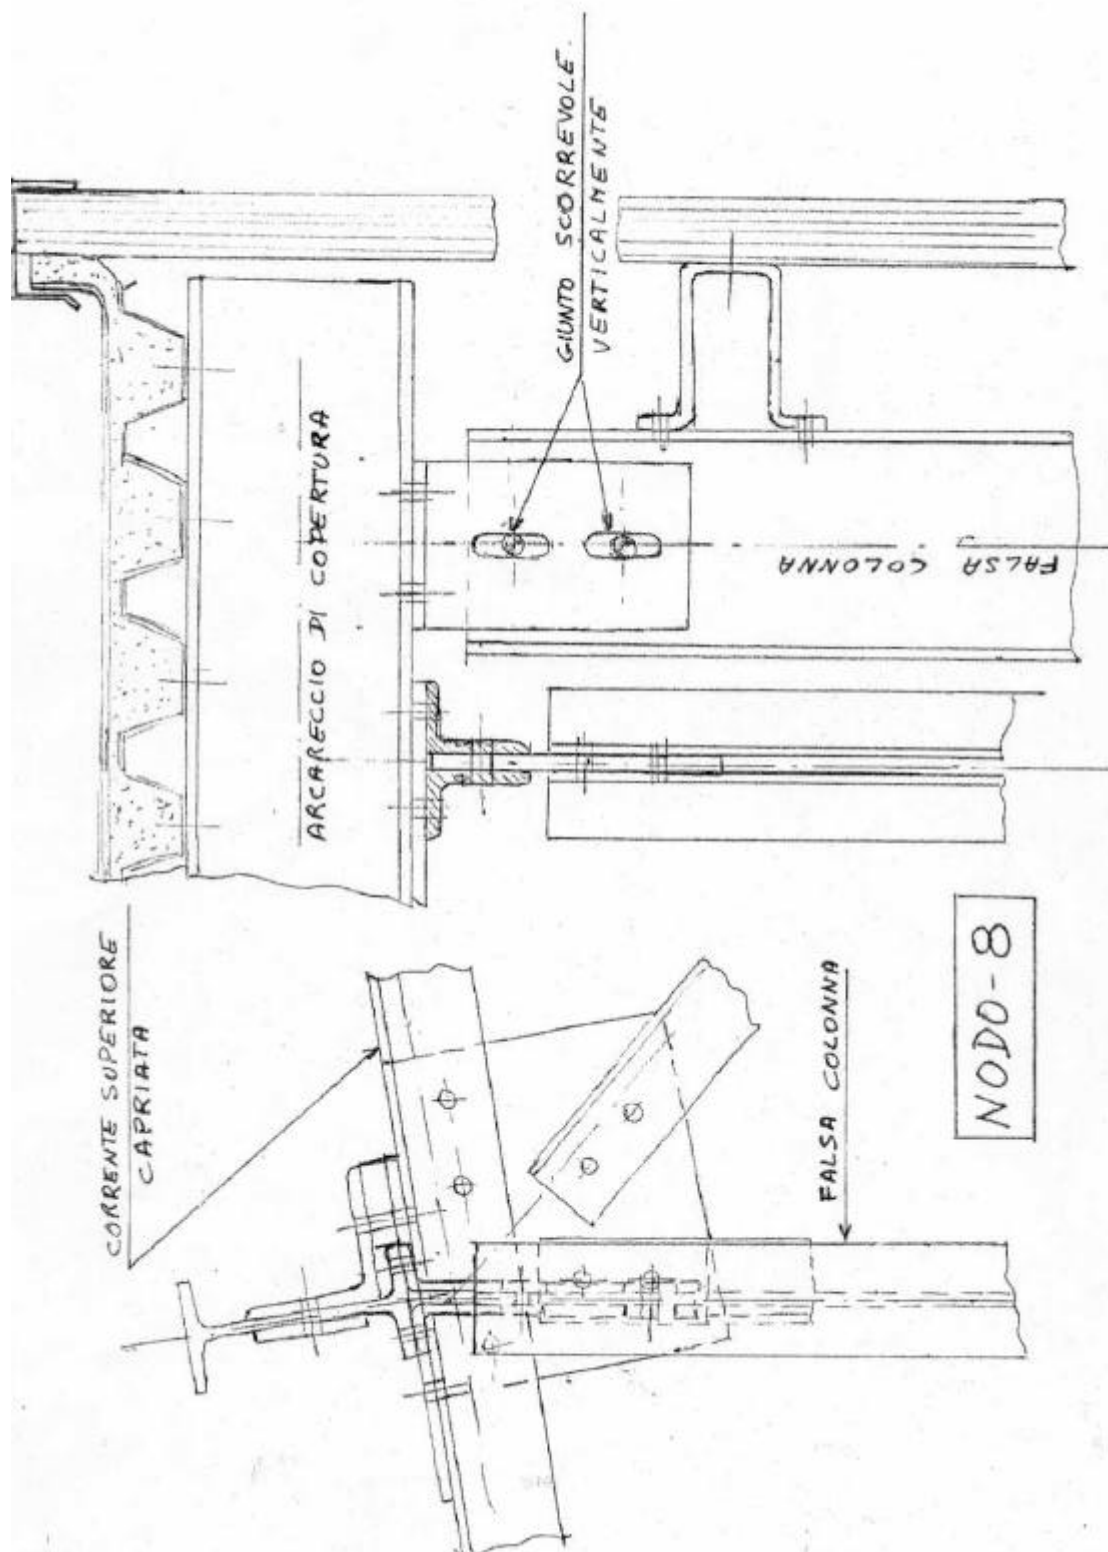 GIUNTO SCORREVOLE.
VERTICALMENTE
ARCARECCIO DI COPERTURA
FALSA COLONNA
CORRENTE SUPERIORE
CAPRIATA
FALSA COLONNA
NODO-8